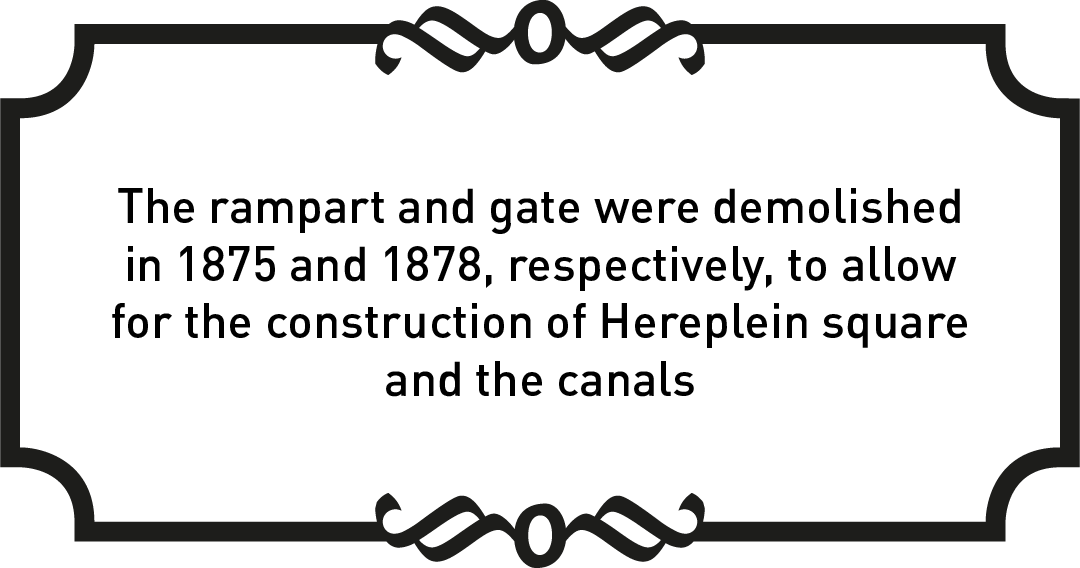 The rampart and gate were demolished
in 1875 and 1878, respectively, to allow
for the construction of Hereplein square
and the canals